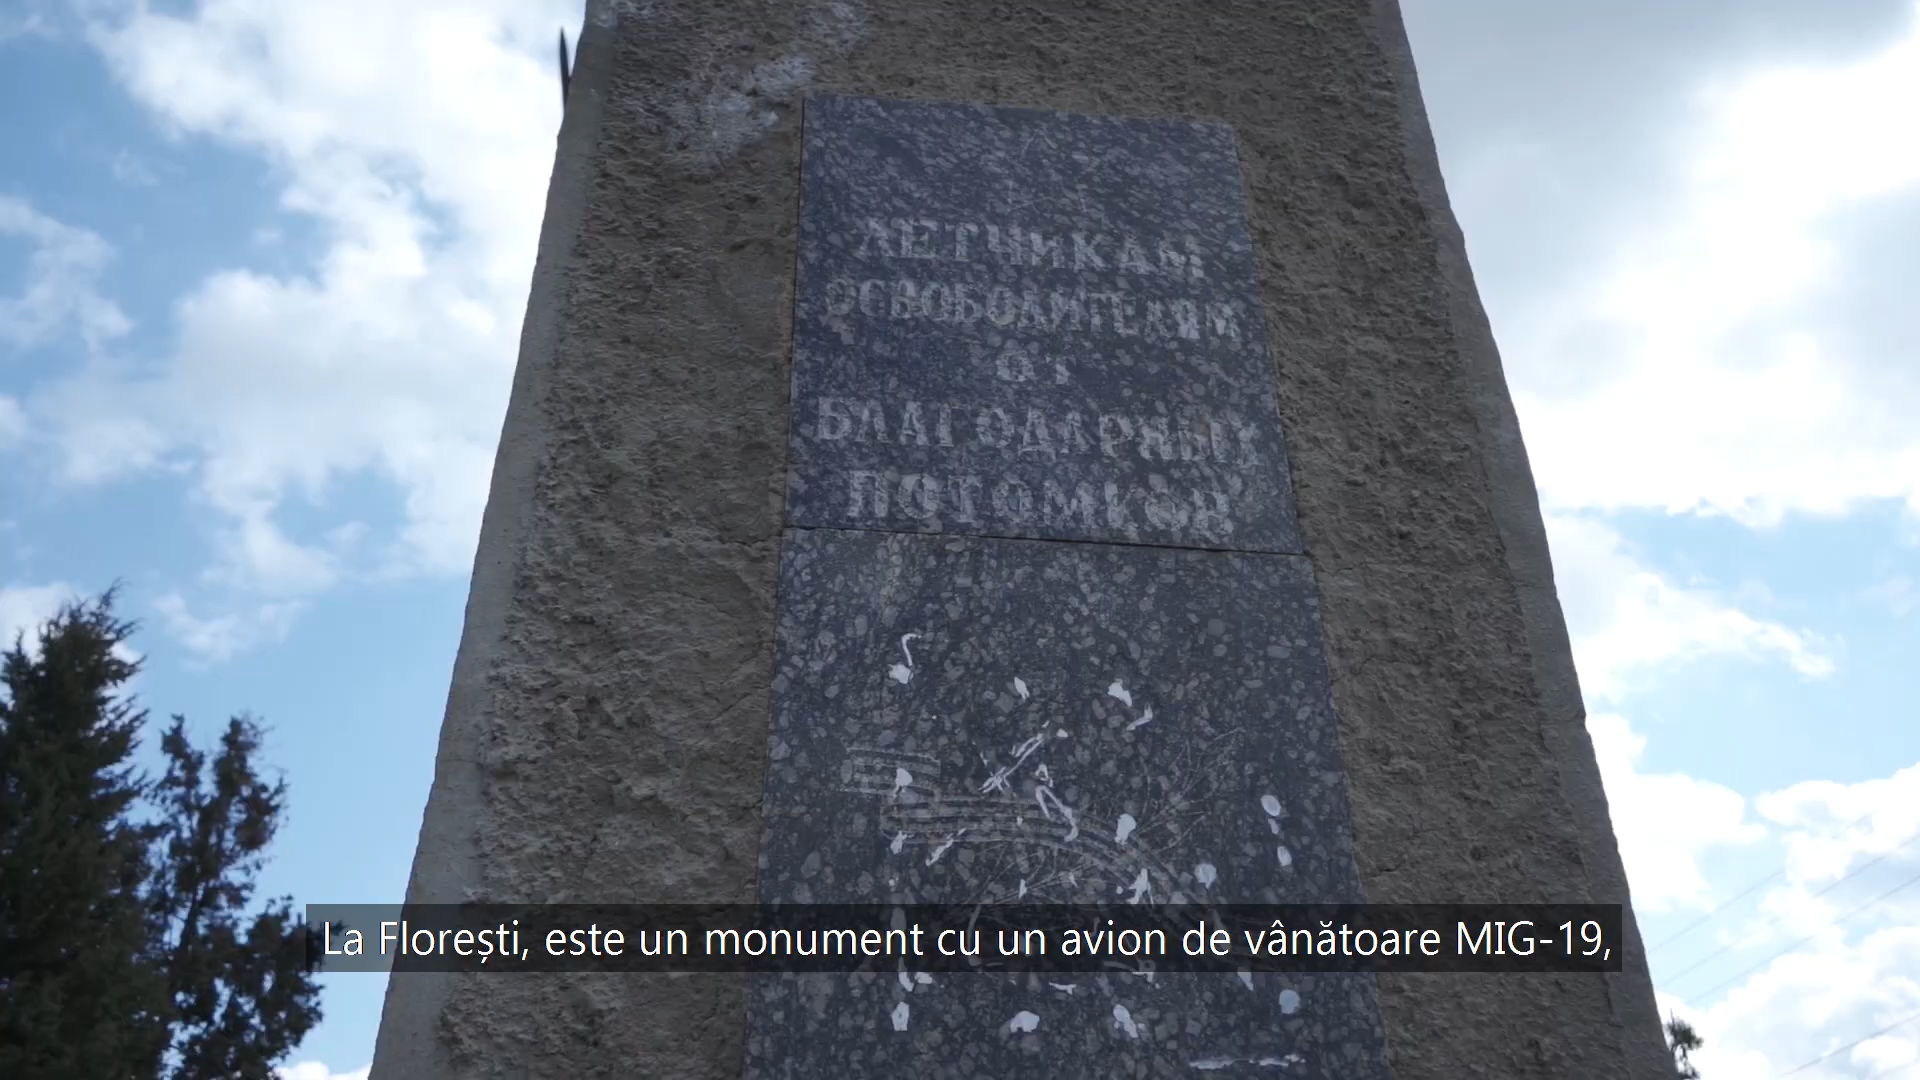 ЛЕТЧИКАМ
ОСВОБОДИТЕЛЯМ
ОТ
БЛАГОДАРНЫХ
ПОТОМКОВ
La Florești, este un monument cu un avion de vânătoare MIG-19,